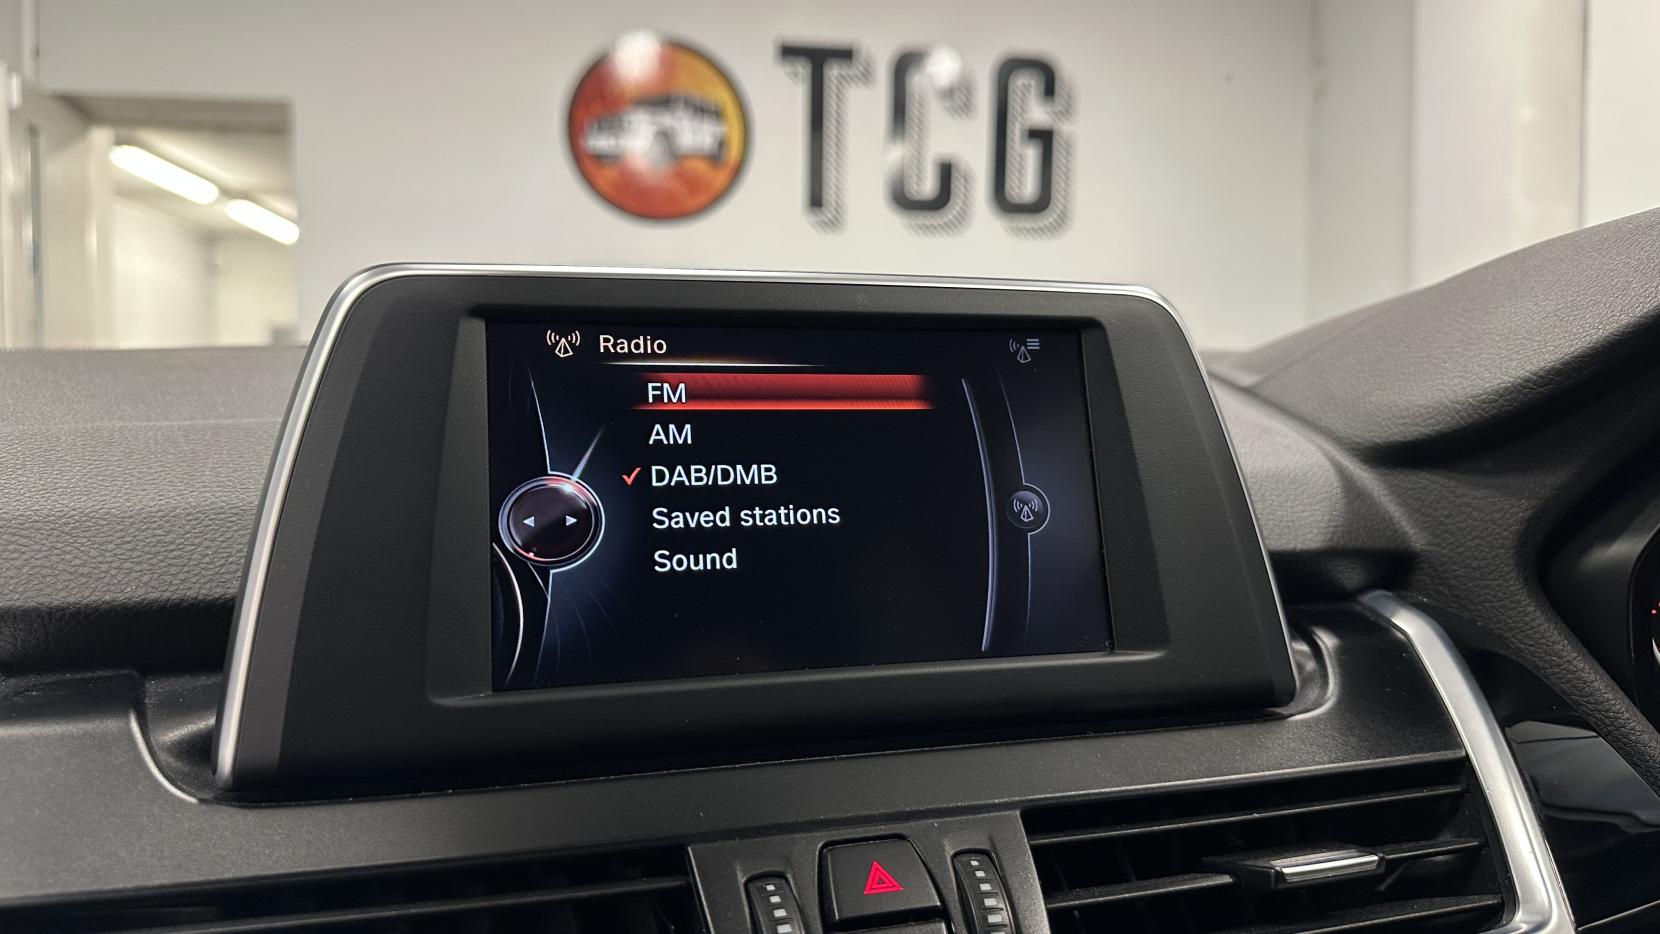 TCG
Radio
FM
AM
DAB/DMB
Saved stations
Sound